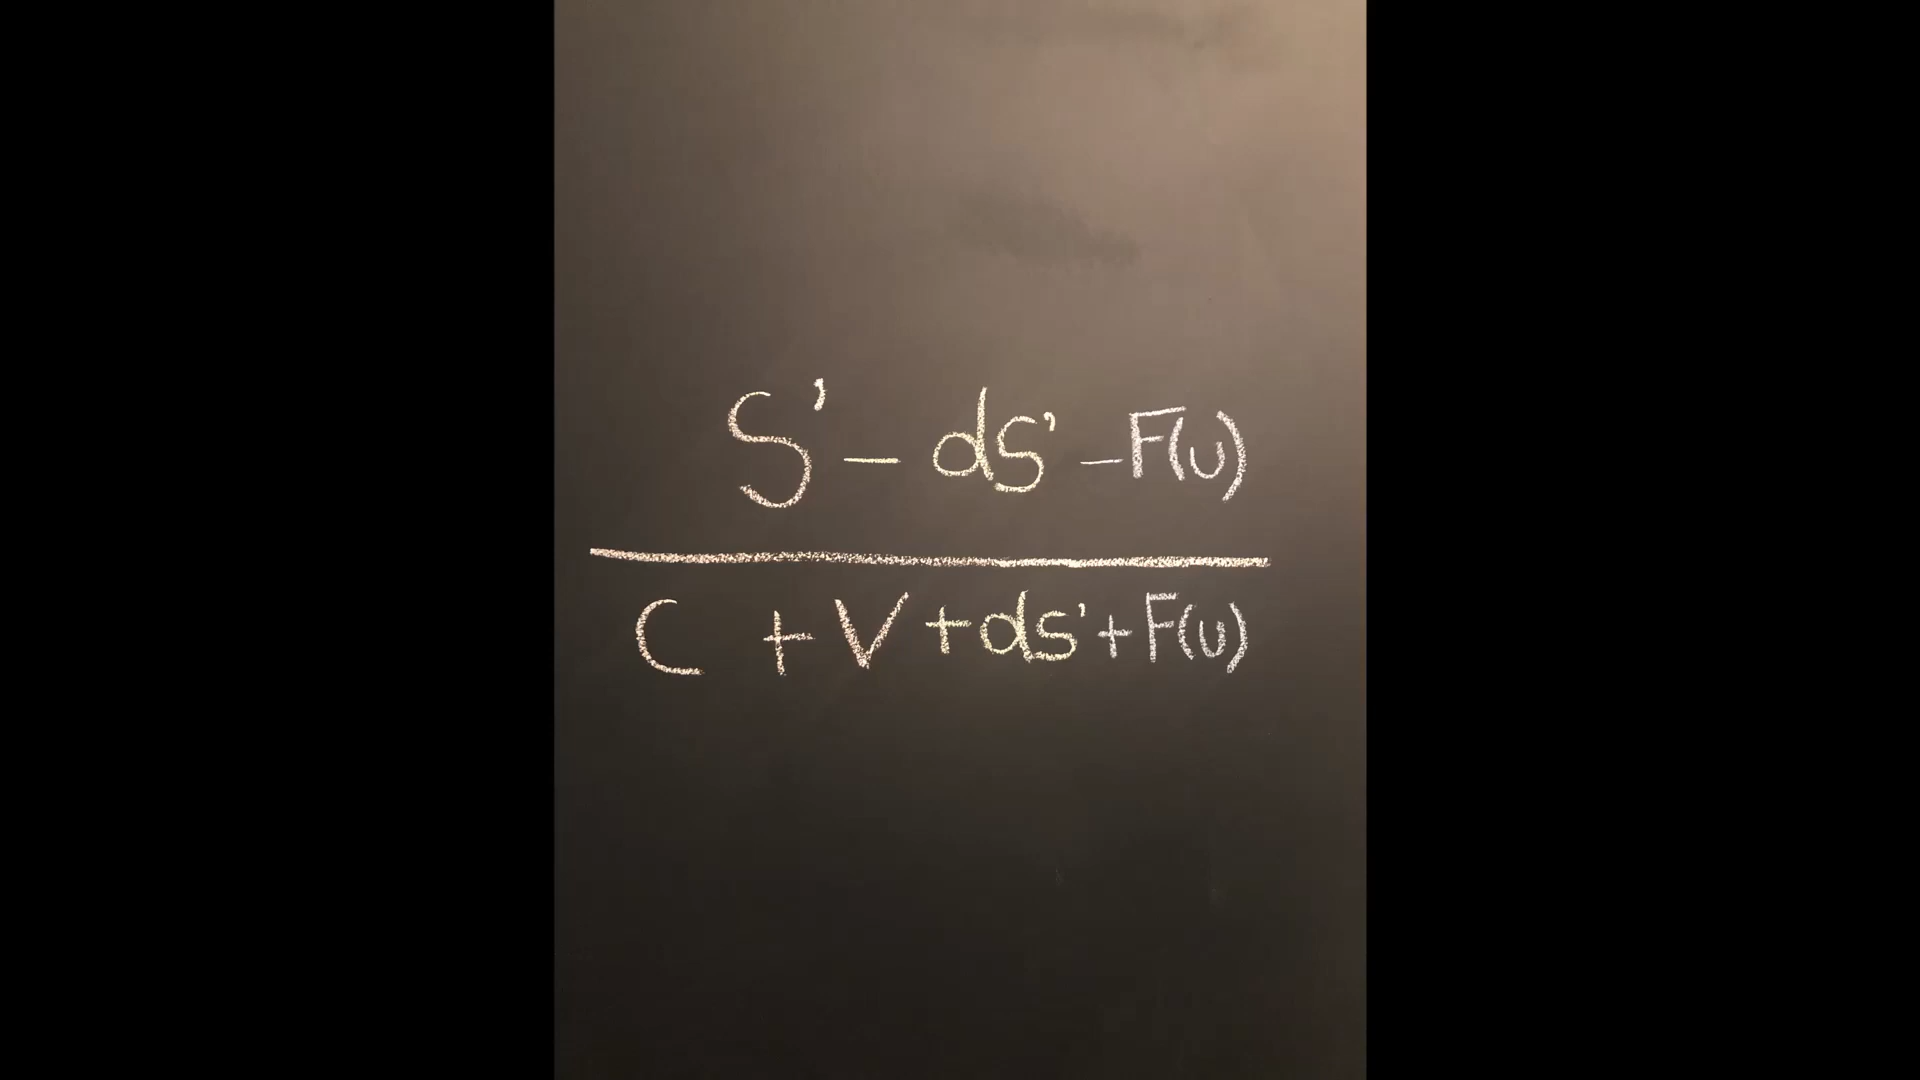 S' - ds' - F(u)
C + V + ds' + F(u)